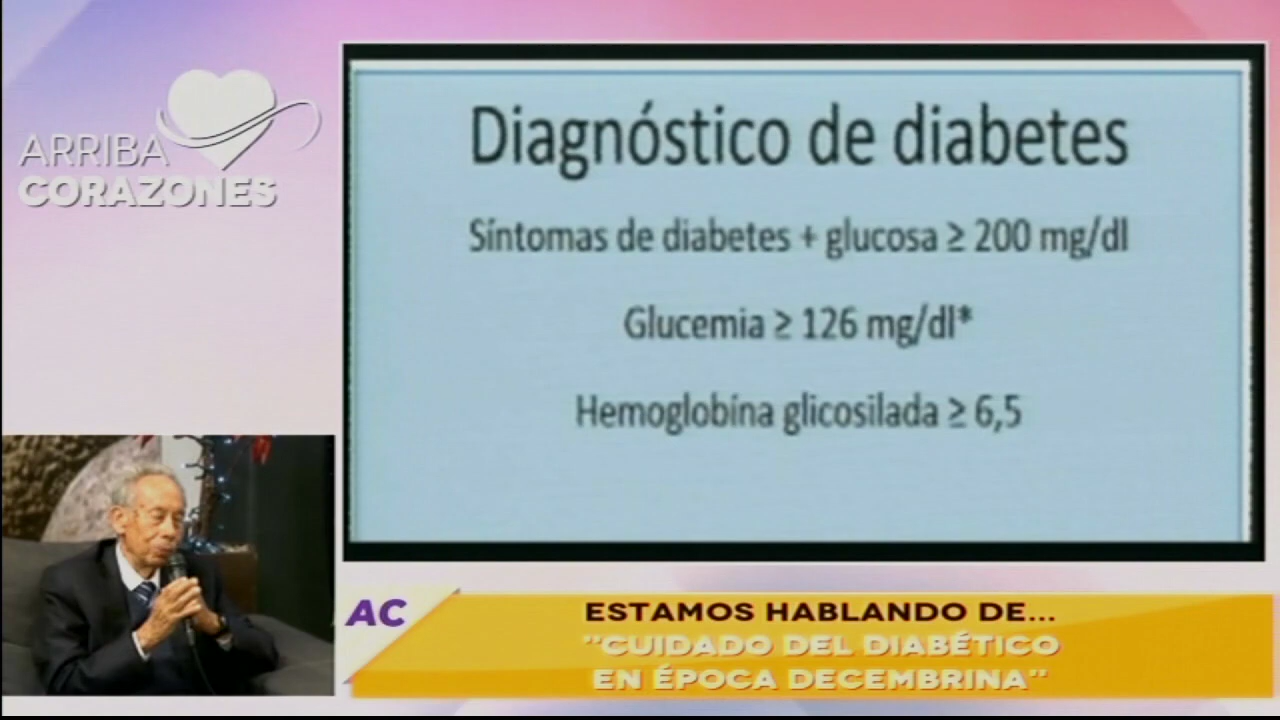 ARRIBA
CORAZONES
Diagnóstico de diabetes
Síntomas de diabetes + glucosa ≥ 200 mg/dl
Glucemia ≥ 126 mg/dl*
Hemoglobina glicosilada ≥ 6,5
AC
ESTAMOS HABLANDO DE...
"CUIDADO DEL DIABÉTICO
EN ÉPOCA DECEMBRINA"